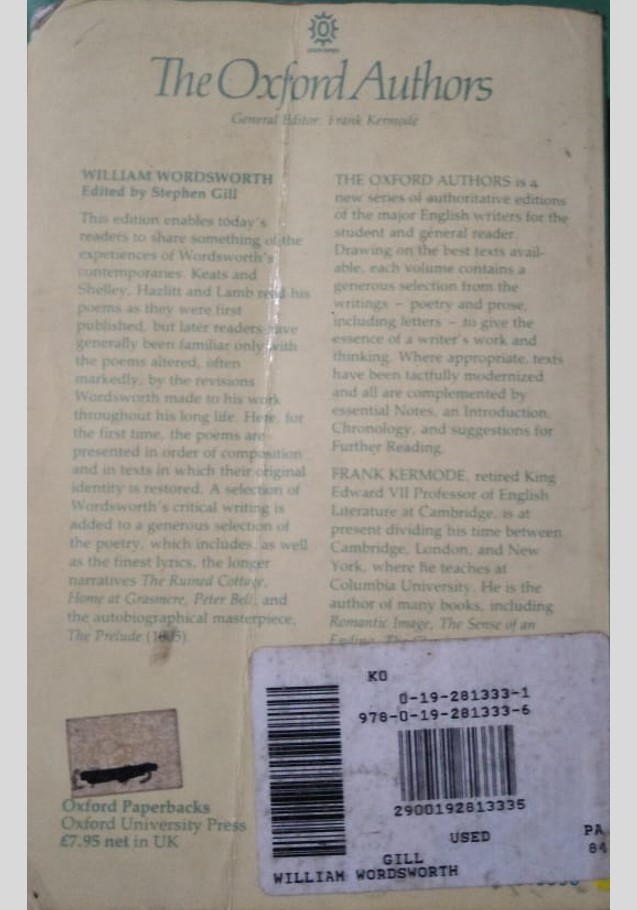 The Oxford Authors
General Editor: Frank Kermode
WILLIAM WORDSWORTH
Edited by Stephen Gill
This edition enables today's
readers to share something of the
experiences of Wordsworth's
contemporaries. Keats and
Shelley, Hazlitt and Lamb read his
poems as they were first
published, but later readers have
generally been familiar only with
the poems altered, often
markedly, by the revisions
Wordsworth made to his work
throughout his long life. Here, for
the first time, the poems are
presented in order of composition
and in texts in which their original
identity is restored. A selection of
Wordsworth's critical writing is
added to a generous selection of
the poetry, which includes, as well
as the finest lyrics, the longer
narratives The Ruined Cottage,
Home at Grasmere, Peter Bell, and
the autobiographical masterpiece,
The Prelude (1805).
THE OXFORD AUTHORS is a
new series of authoritative editions
of the major English writers for the
student and general reader.
Drawing on the best texts avail-
able, each volume contains a
generous selection from the
writings – poetry and prose,
including letters – to give the
essence of a writer's work and
thinking. Where appropriate, texts
have been tactfully modernized
and all are complemented by
essential Notes, an Introduction,
Chronology, and suggestions for
Further Reading.
FRANK KERMODE, retired King
Edward VII Professor of English
Literature at Cambridge, is at
present dividing his time between
Cambridge, London, and New
York, where he teaches at
Columbia University. He is the
author of many books, including
Romantic Image, The Sense of an
Ending, The
Oxford Paperbacks
Oxford University Press
£7.95 net in UK
KO
0-19-281333-1
978-0-19-281333-6
2900192813335
USED
PA
84
GILL
WILLIAM WORDSWORTH